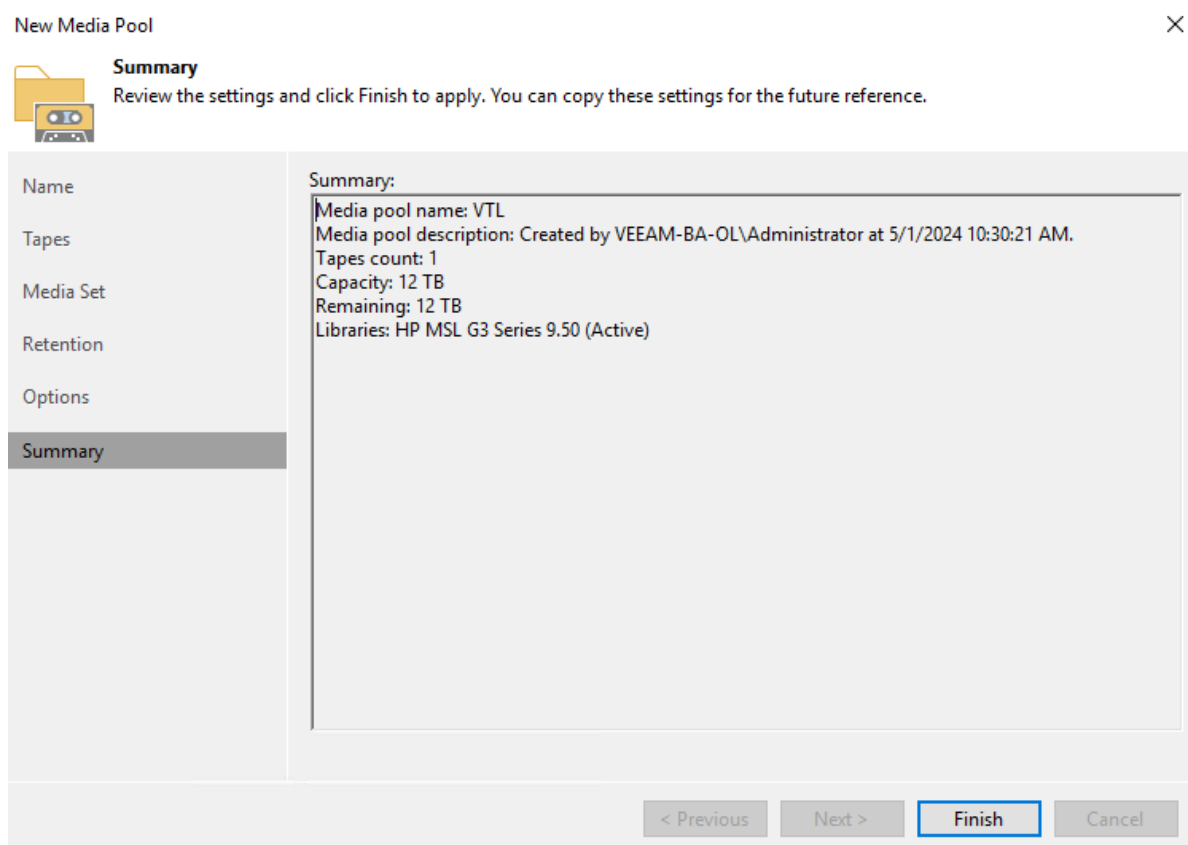 New Media Pool
Summary
Review the settings and click Finish to apply. You can copy these settings for the future reference.
Name
Tapes
Media Set
Retention
Options
Summary
Summary:
Media pool name: VTL
Media pool description: Created by VEEAM-BA-OL\Administrator at 5/1/2024 10:30:21 AM.
Tapes count: 1
Capacity: 12 TB
Remaining: 12 TB
Libraries: HP MSL G3 Series 9.50 (Active)
< Previous
Next >
Finish
Cancel